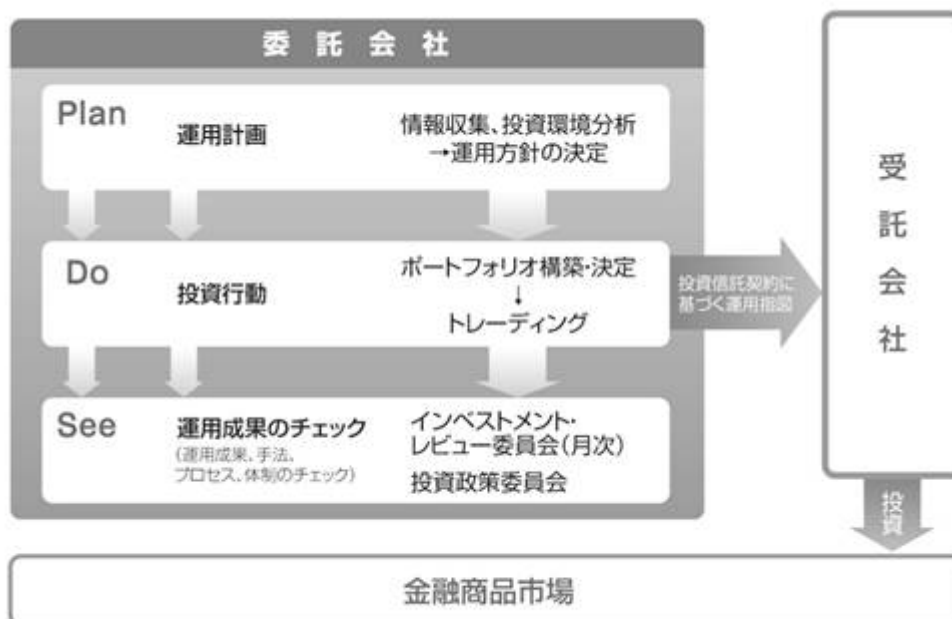 委託会社
Plan
運用計画
情報収集、投資環境分析
→運用方針の決定
Do
投資行動
ポートフォリオ構築・決定
↓
トレーディング
投資信託契約に
基づく運用指図
See
運用成果のチェック
(運用成果、手法、
プロセス、体制のチェック)
インベストメント・
レビュー委員会(月次)
投資政策委員会
受託会社
投資
金融商品市場